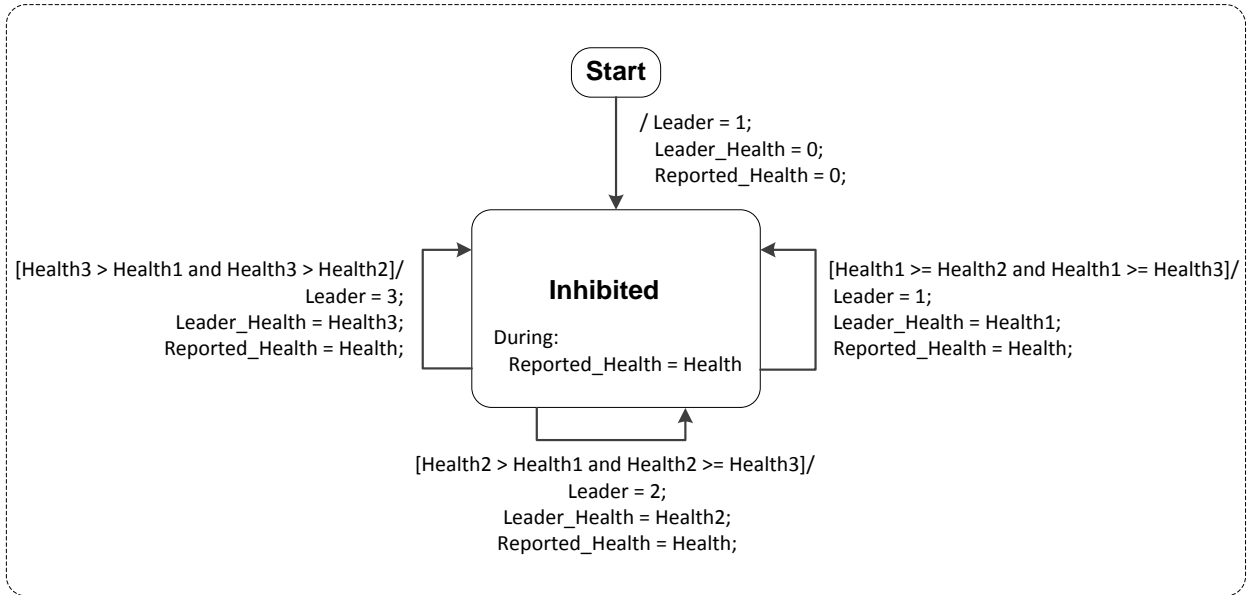 Start
/ Leader = 1;
Leader_Health = 0;
Reported_Health = 0;
[Health3 > Health1 and Health3 > Health2]/
Leader = 3;
Leader_Health = Health3;
Reported_Health = Health;
Inhibited
During:
Reported_Health = Health
[Health1 >= Health2 and Health1 >= Health3]/
Leader = 1;
Leader_Health = Health1;
Reported_Health = Health;
[Health2 > Health1 and Health2 >= Health3]/
Leader = 2;
Leader_Health = Health2;
Reported_Health = Health;